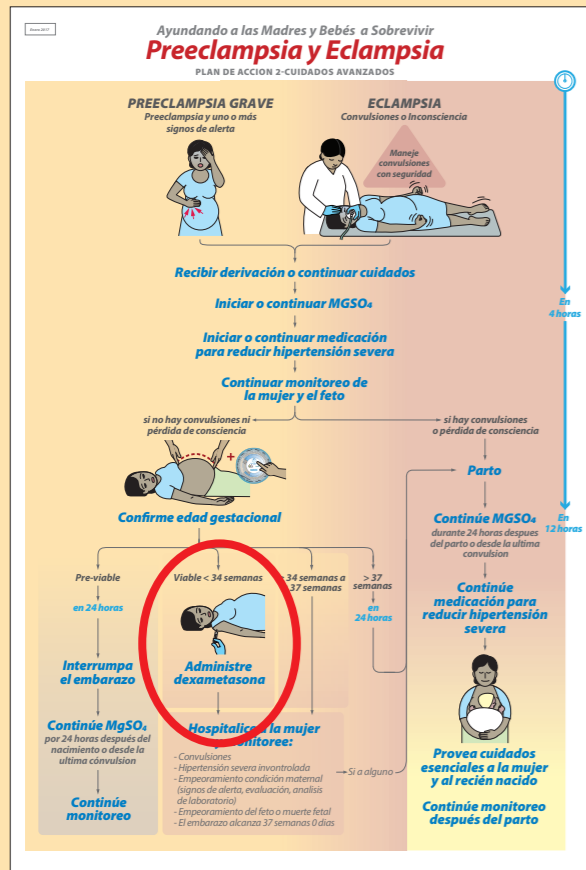 Enero 2017
Ayundando a las Madres y Bebés a Sobrevivir
Preeclampsia y Eclampsia
PLAN DE ACCION 2-CUIDADOS AVANZADOS
PREECLAMPSIA GRAVE
Preeclampsia y uno o más
signos de alerta
ECLAMPSIA
Convulsiones o Inconsciencia
Maneje
convulsiones
con seguridad
Recibir derivación o continuar cuidados
Iniciar o continuar MGSO₄
Iniciar o continuar medicación
para reducir hipertensión severa
Continuar monitoreo de
la mujer y el feto
En
4 horas
si no hay convulsiones ni
pérdida de consciencia
si hay convulsiones
o pérdida de consciencia
+
Confirme edad gestacional
Pre-viable
en 24 horas
Interrumpa
el embarazo
Continúe MgSO₄
por 24 horas después del
nacimiento o desde la
ultima cónvulsion
Continúe
monitoreo
Viable < 34 semanas
Administre
dexametasona
34 semanas a
37 semanas
> 37
semanas
en
24 horas
Hospitalice a la mujer
monitoree:
- Convulsiones
- Hipertensión severa invontrolada
- Empeoramiento condición maternal
(signos de alerta, evaluación, analisis
de laboratorio)
- Empeoramiento del feto o muerte fetal
- El embarazo alcanza 37 semanas 0 dias
Si a alguno
Parto
Continúe MGSO₄
durante 24 horas despues
del parto o desde la ultima
convulsion
En
12 horas
Continúe
medicación para
reducir hipertensión
severa
Provea cuidados
esenciales a la mujer
y al recién nacido
Continúe monitoreo
después del parto